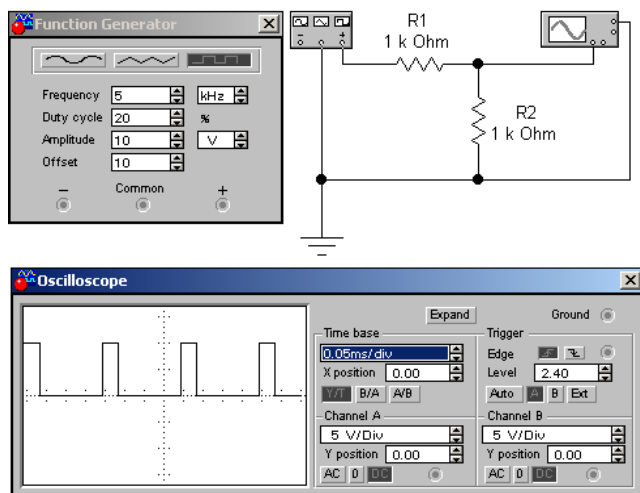 Function Generator
Frequency 5 kHz
Duty cycle 20 %
Amplitude 10 V
Offset 10
− Common +
R1
1 k Ohm
R2
1 k Ohm
Oscilloscope
Expand Ground
Time base Trigger
0.05ms/div Edge
X position 0.00 Level 2.40
Y/T B/A A/B Auto A B Ext
Channel A Channel B
5 V/Div 5 V/Div
Y position 0.00 Y position 0.00
AC 0 DC AC 0 DC